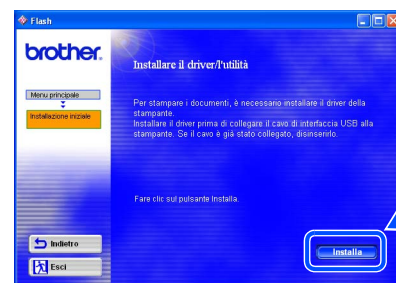 Flash
brother.
Menu principale
Installazione iniziale
Installare il driver/l'utilità
Per stampare i documenti, è necessario installare il driver della
stampante.
Installare il driver prima di collegare il cavo di interfaccia USB alla
stampante. Se il cavo è già stato collegato, disinserirlo.
Fare clic sul pulsante Installa.
Indietro
Esci
Installa